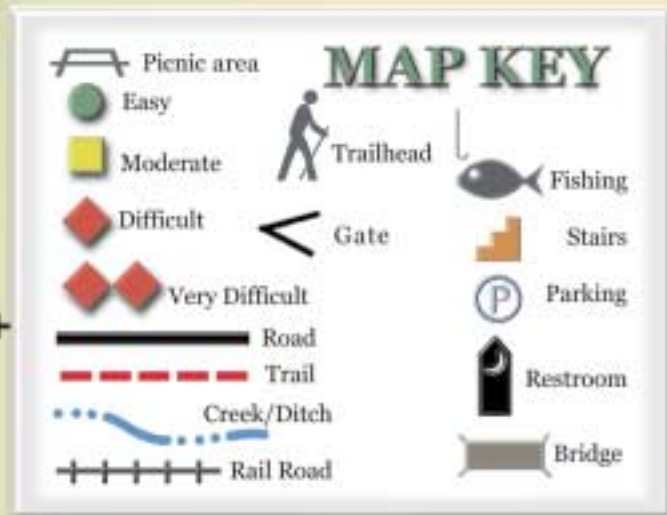 MAP KEY
Picnic area
Easy
Moderate
Difficult
Very Difficult
Road
Trail
Creek/Ditch
Rail Road
Trailhead
Gate
Fishing
Stairs
P Parking
Restroom
Bridge